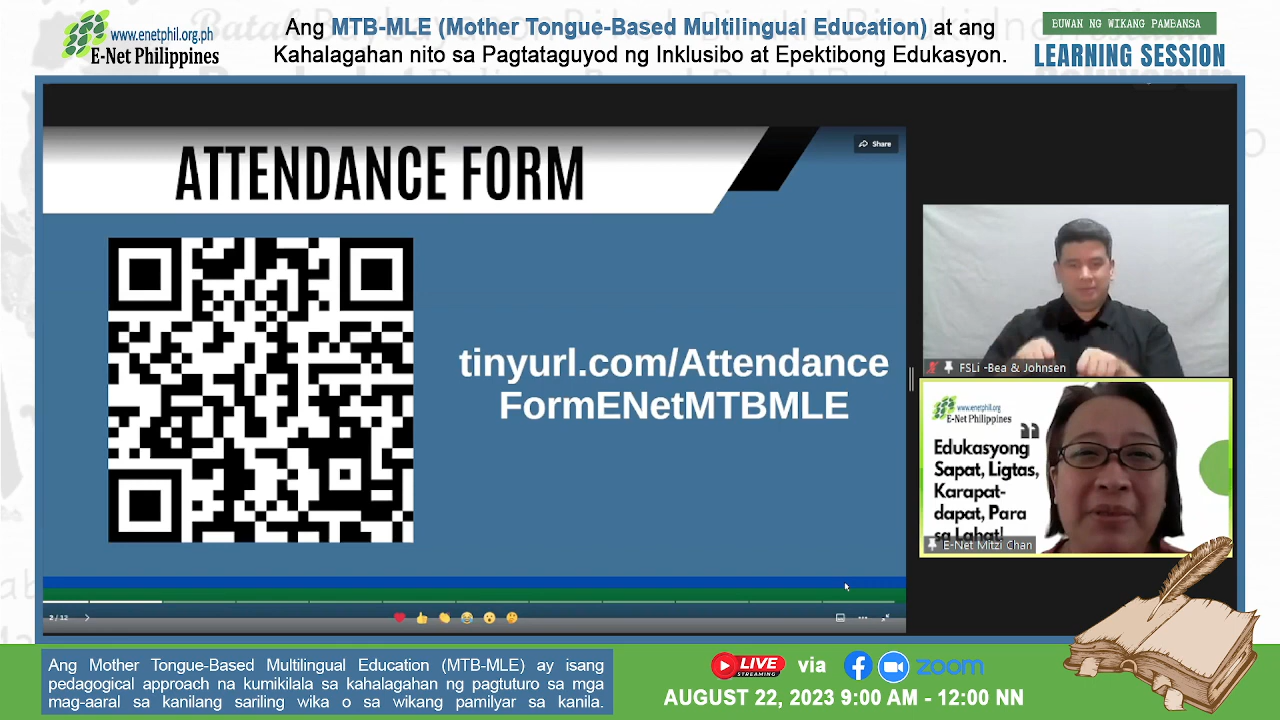 www.enetphil.org.ph
E-Net Philippines
Ang MTB-MLE (Mother Tongue-Based Multilingual Education) at ang
Kahalagahan nito sa Pagtataguyod ng Inklusibo at Epektibong Edukasyon.
BUWAN NG WIKANG PAMBANSA
LEARNING SESSION
ATTENDANCE FORM
Share
tinyurl.com/Attendance
FormENetMTBMLE
2 / 12
FSLi -Bea & Johnsen
www.enetphil.org
E-Net Philippines
Edukasyong
Sapat, Ligtas,
Karapat-
dapat, Para
sa Lahat!
E-Net Mitzi Chan
Ang Mother Tongue-Based Multilingual Education (MTB-MLE) ay isang
pedagogical approach na kumikilala sa kahalagahan ng pagtuturo sa mga
mag-aaral sa kanilang sariling wika o sa wikang pamilyar sa kanila.
LIVE
STREAMING
via
zoom
AUGUST 22, 2023 9:00 AM - 12:00 NN